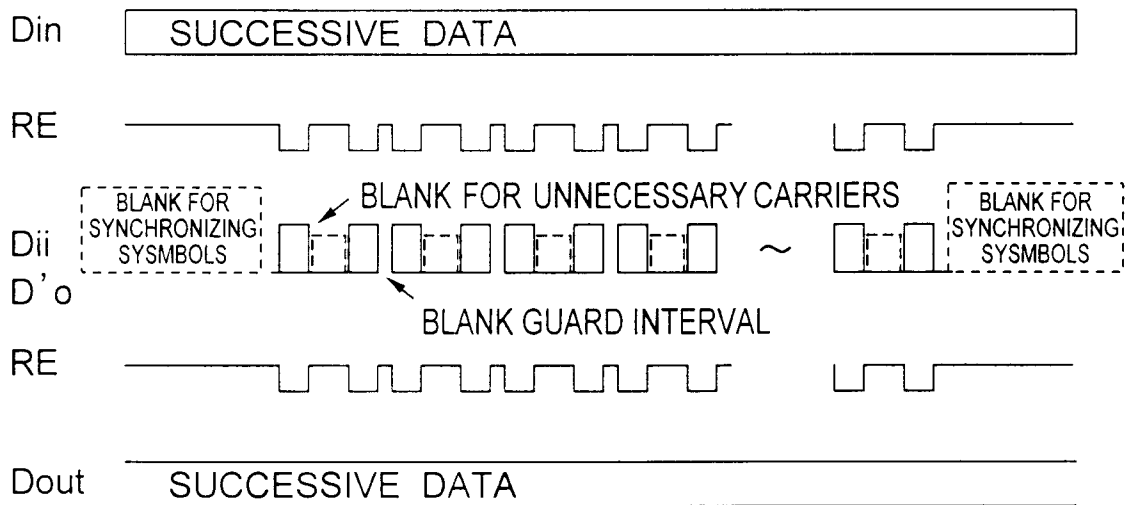 Din SUCCESSIVE DATA
RE
BLANK FOR UNNECESSARY CARRIERS
BLANK FOR
SYNCHRONIZING
SYSMBOLS
BLANK FOR
SYNCHRONIZING
SYSMBOLS
Dii
~
D'o
BLANK GUARD INTERVAL
RE
Dout SUCCESSIVE DATA